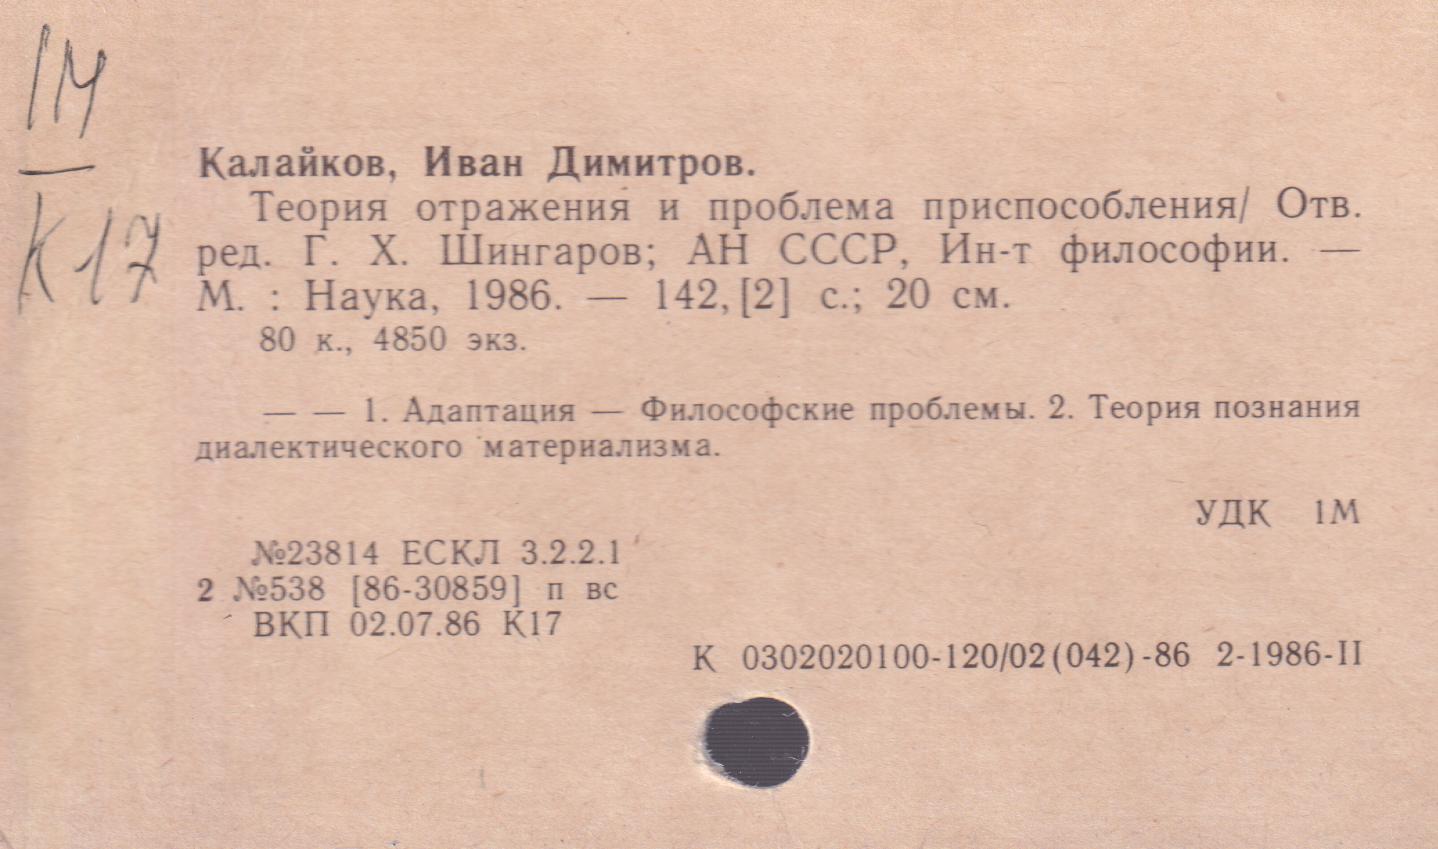 1М
К17
Калайков, Иван Димитров.
Теория отражения и проблема приспособления/ Отв.
ред. Г. Х. Шингаров; АН СССР, Ин-т философии. —
М. : Наука, 1986. — 142, [2] с.; 20 см.
80 к., 4850 экз.
— — 1. Адаптация — Философские проблемы. 2. Теория познания
диалектического материализма.
УДК 1М
№23814 ЕСКЛ 3.2.2.1
2 №538 [86-30859] п вс
ВКП 02.07.86 К17
К 0302020100-120/02(042)-86 2-1986-II